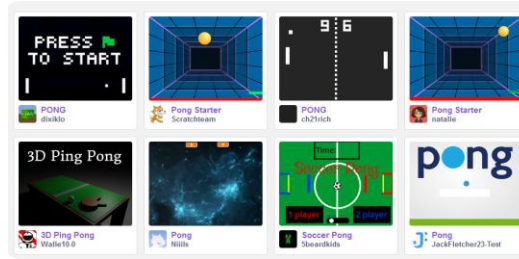 PRESS
TO START
9 6
PONG
dixiklo
Pong Starter
Scratchteam
PONG
ch21rich
Pong Starter
natalie
3D Ping Pong
Time:
Soccer Pong
1 player
2 player
pong
3D Ping Pong
Walle10-0
Pong
Niiils
Soccer Pong
5beardkids
Pong
JackFletcher23-Test